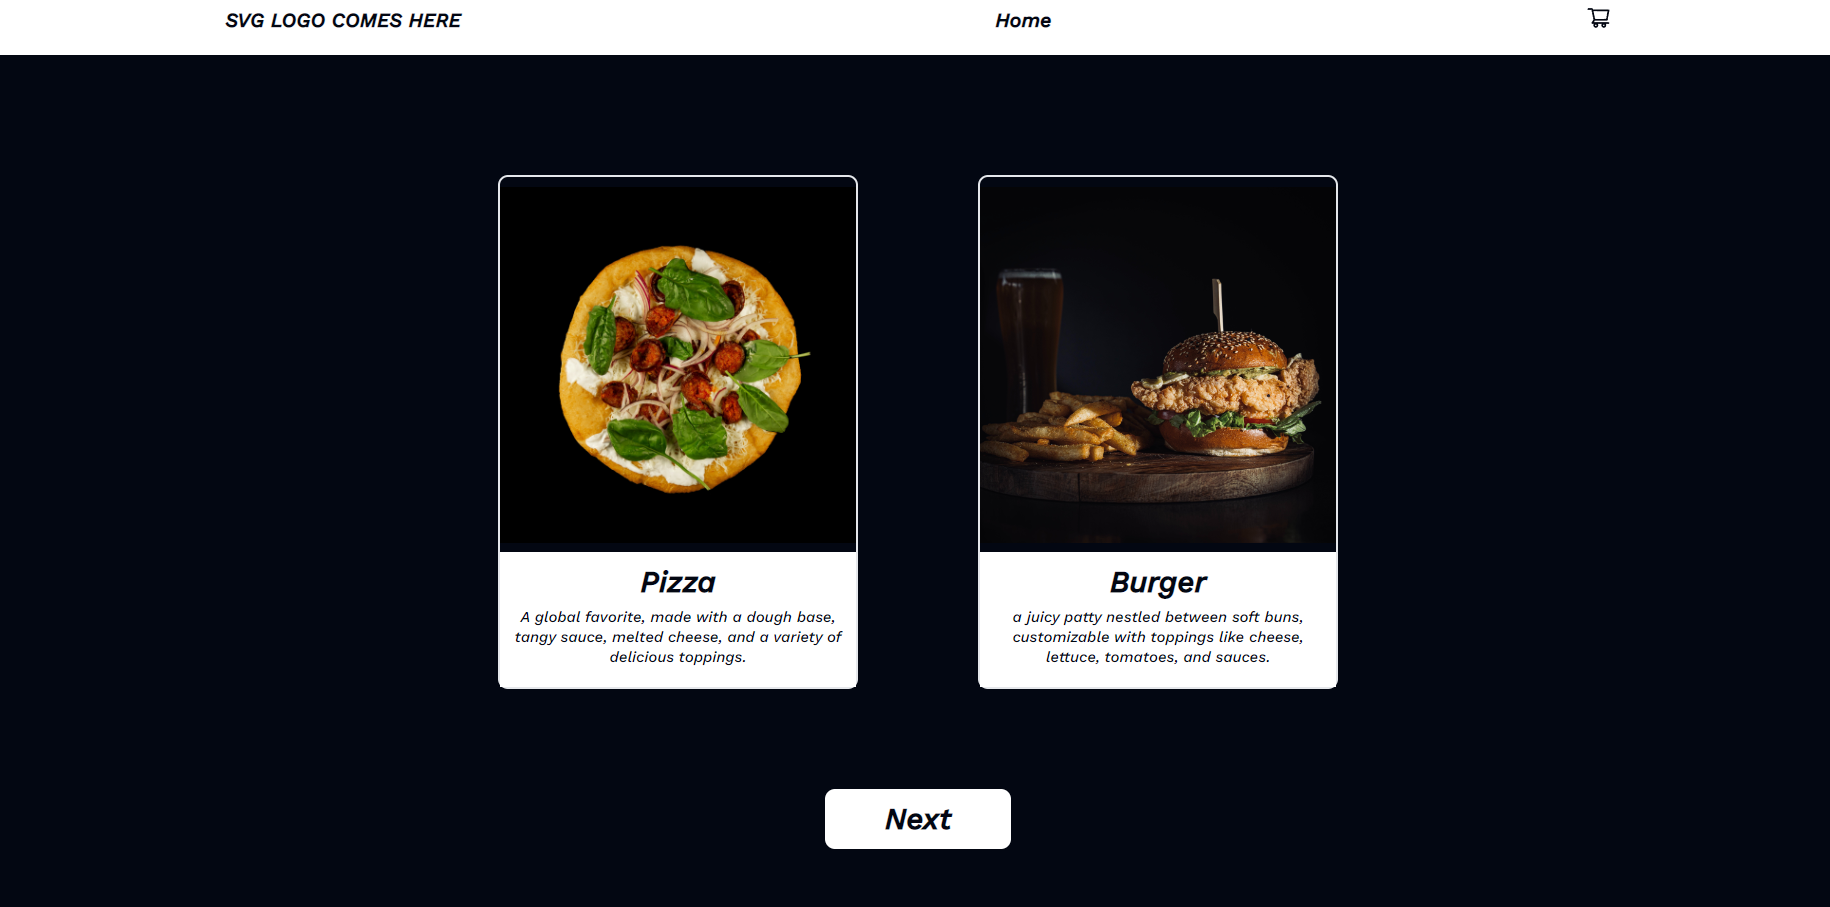 SVG LOGO COMES HERE
Home
Pizza
A global favorite, made with a dough base,
tangy sauce, melted cheese, and a variety of
delicious toppings.
Burger
a juicy patty nestled between soft buns,
customizable with toppings like cheese,
lettuce, tomatoes, and sauces.
Next